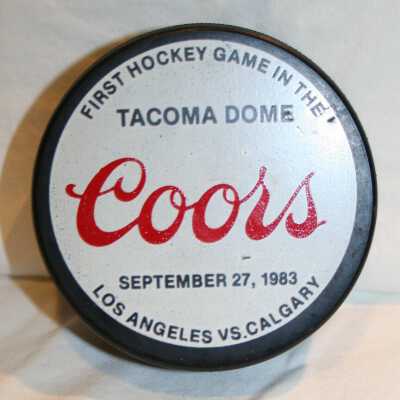 FIRST HOCKEY GAME IN THE
TACOMA DOME
Coors
SEPTEMBER 27, 1983
LOS ANGELES VS. CALGARY